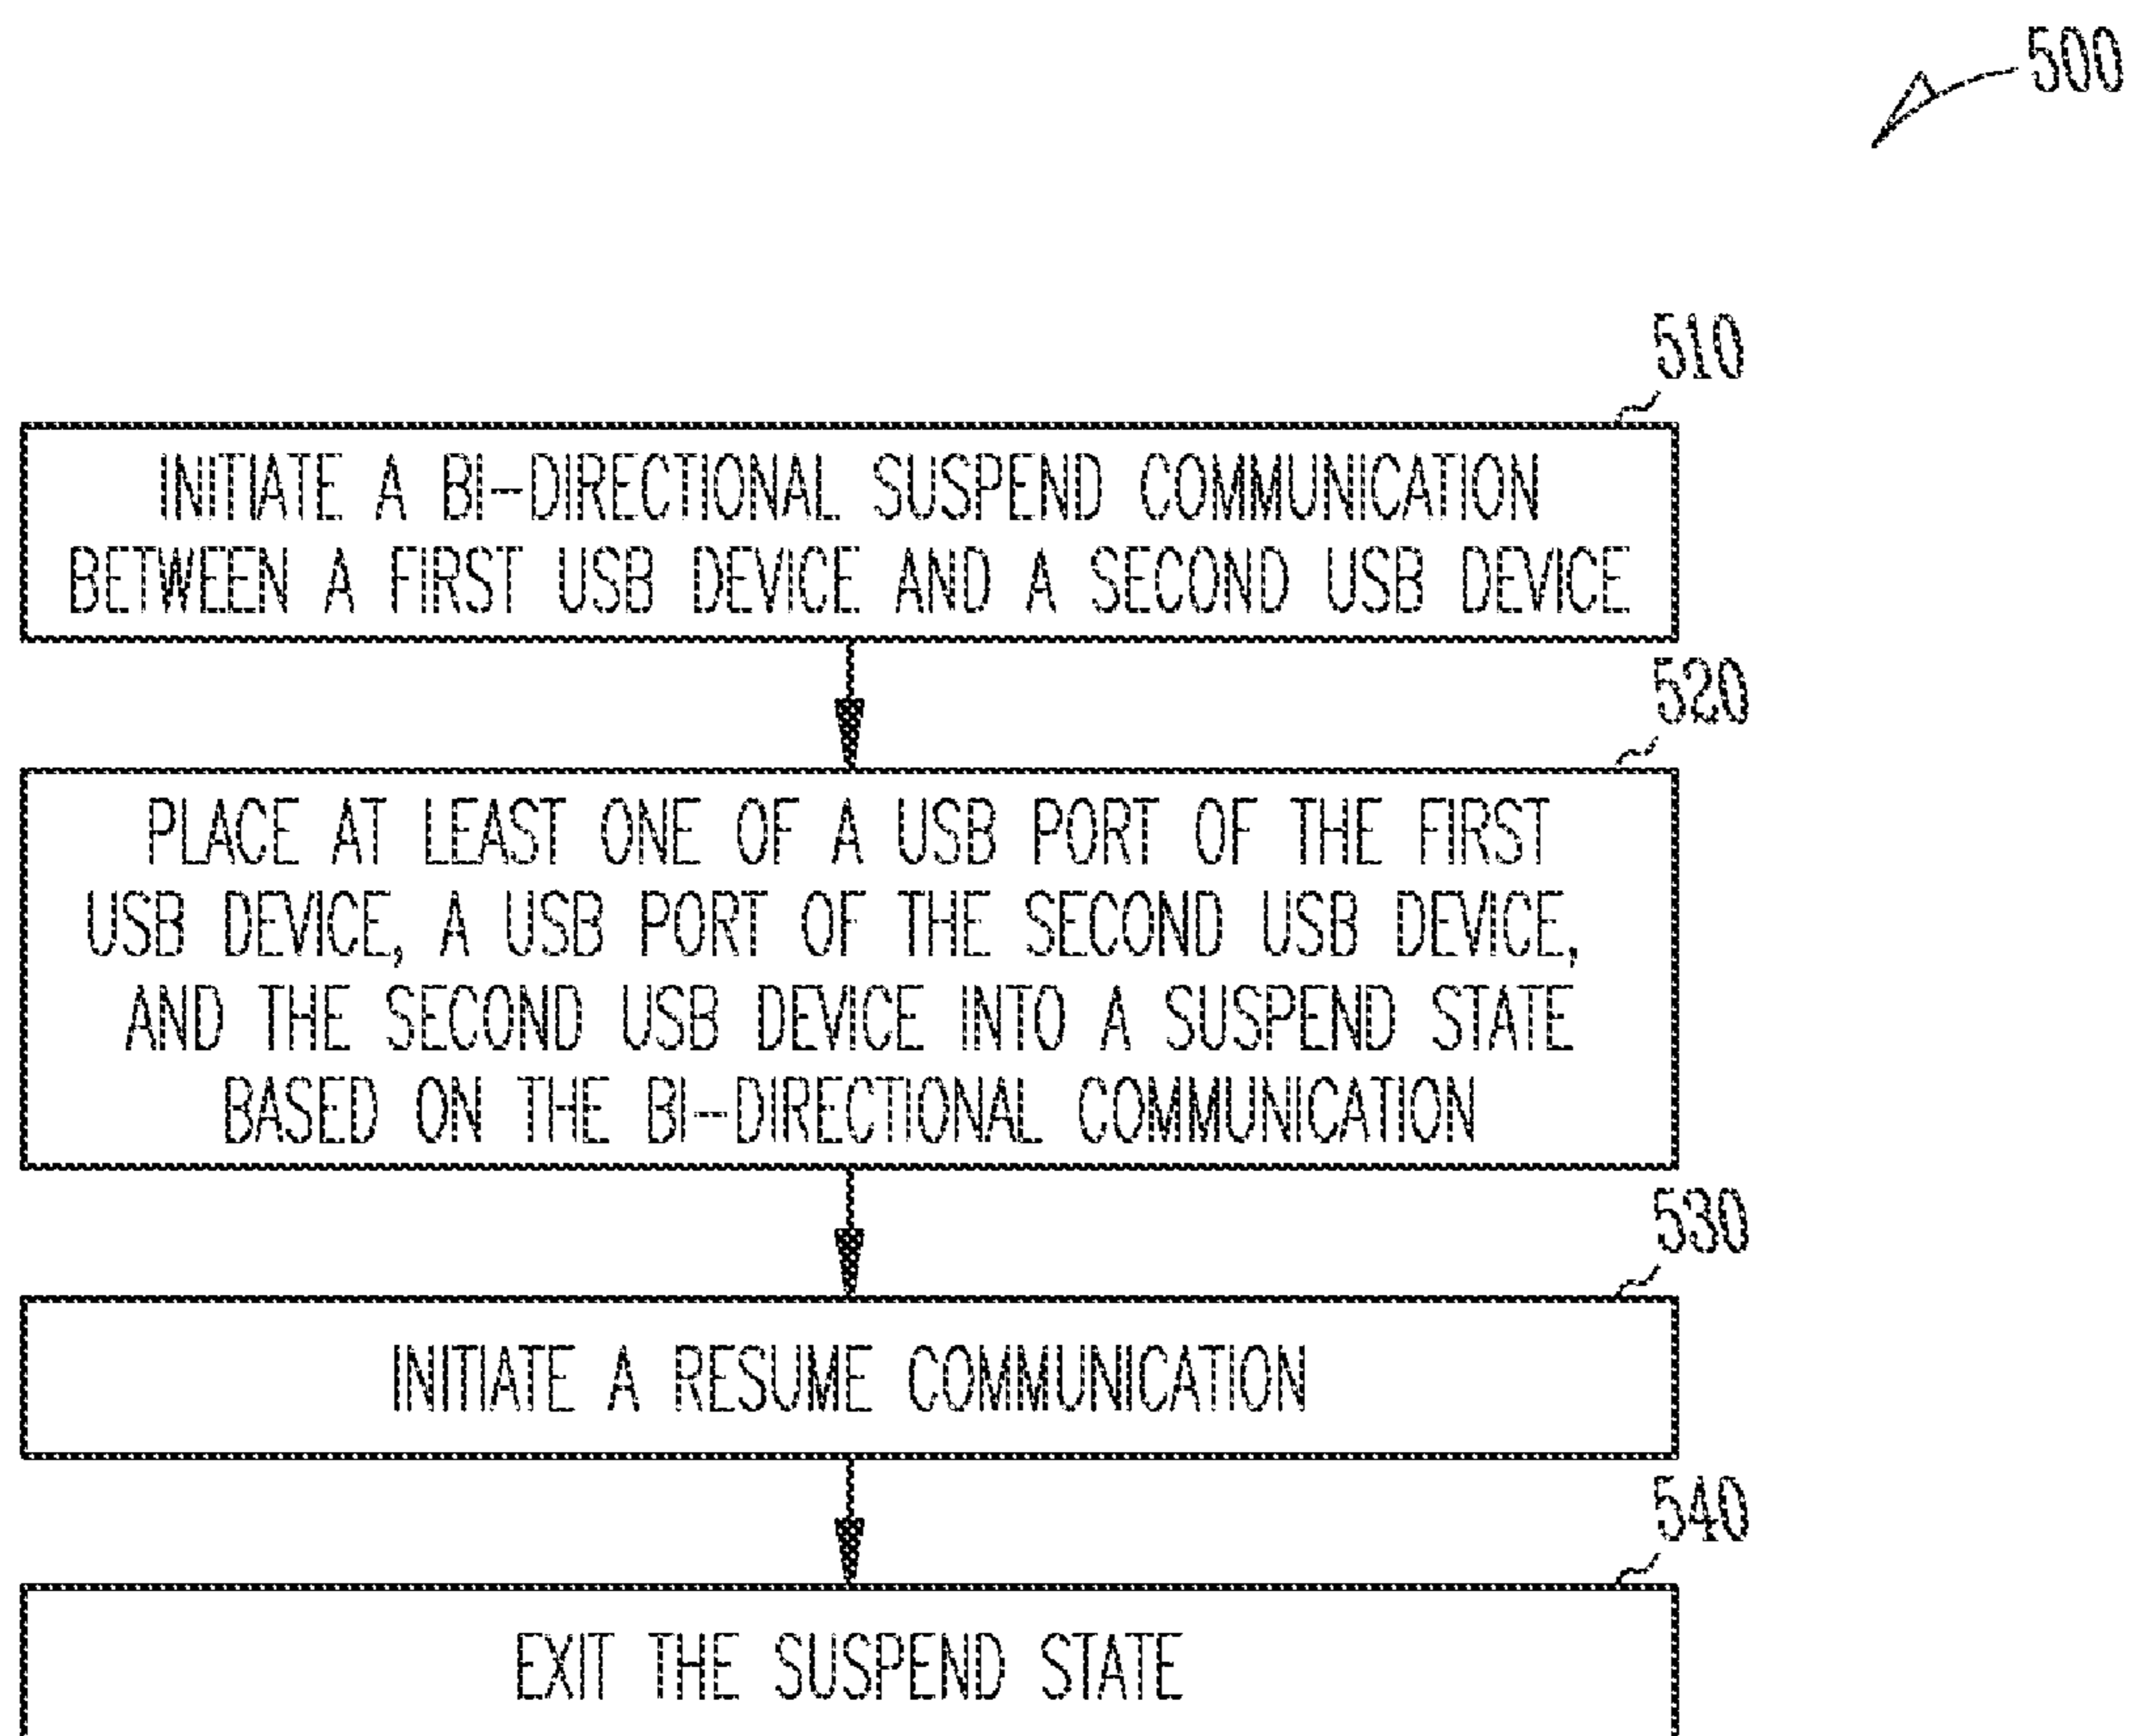 500
510
INITIATE A BI-DIRECTIONAL SUSPEND COMMUNICATION
BETWEEN A FIRST USB DEVICE AND A SECOND USB DEVICE
520
PLACE AT LEAST ONE OF A USB PORT OF THE FIRST
USB DEVICE, A USB PORT OF THE SECOND USB DEVICE,
AND THE SECOND USB DEVICE INTO A SUSPEND STATE
BASED ON THE BI-DIRECTIONAL COMMUNICATION
530
INITIATE A RESUME COMMUNICATION
540
EXIT THE SUSPEND STATE